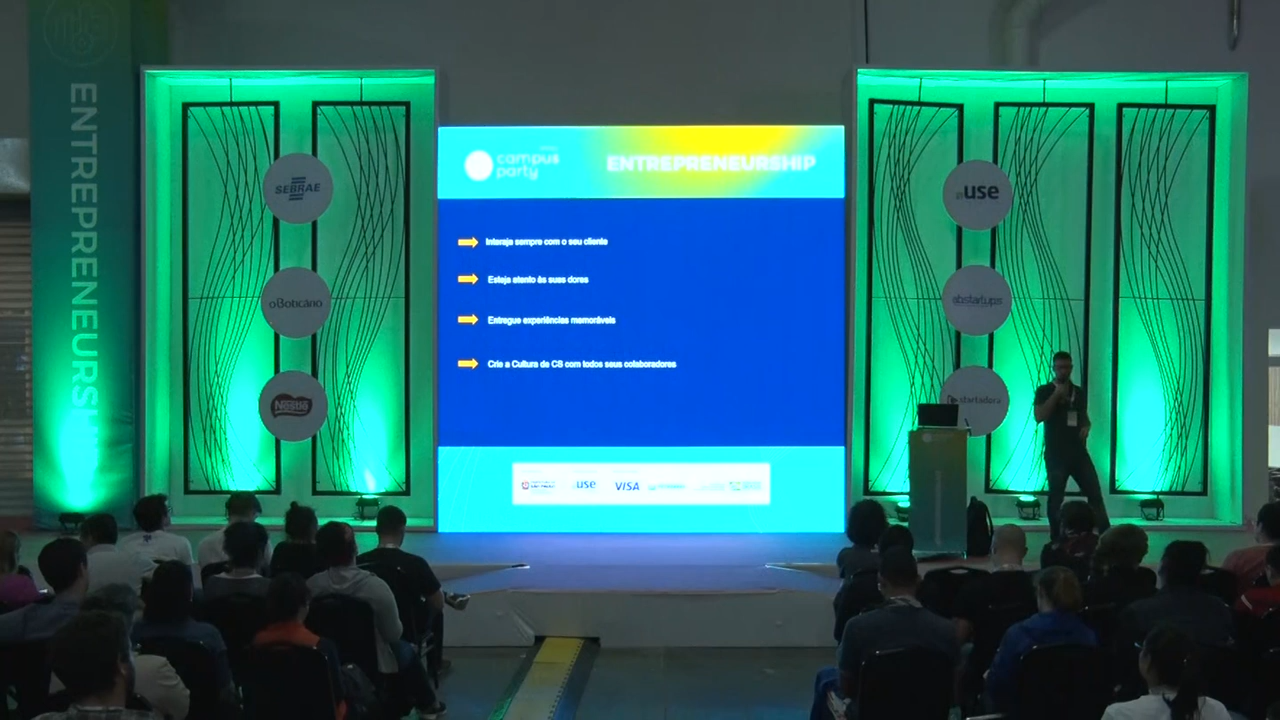 ENTREPRENEURSHIP
SEBRAE
oBoticário
Nestlé
campus party
ENTREPRENEURSHIP
Interaja sempre com o seu cliente
Esteja atento às suas dores
Entregue experiências memoráveis
Crie a Cultura de CS com todos seus colaboradores
use
VISA
use
abstartups
startadora